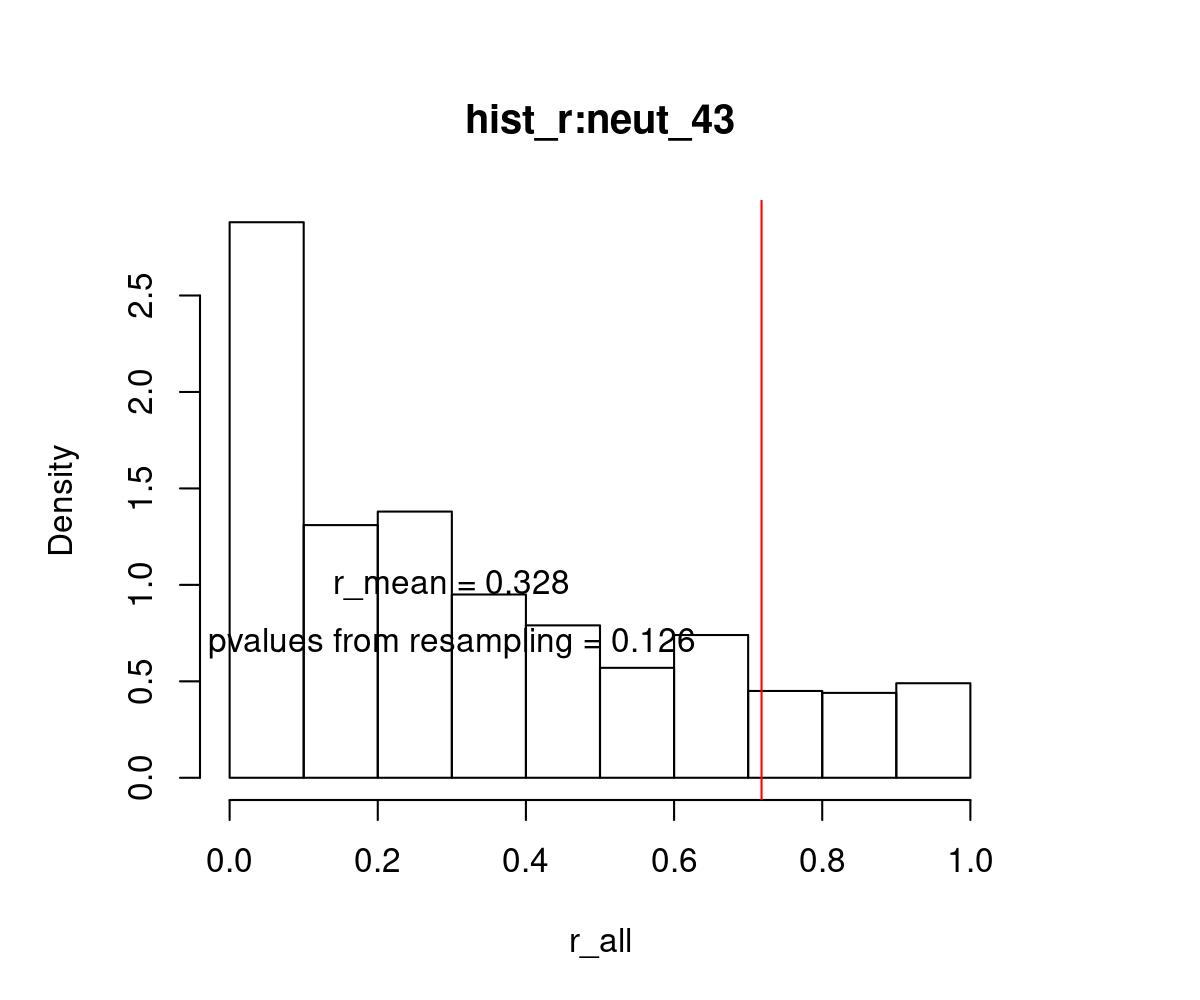 hist_r:neut_43
Density
2.5
2.0
1.5
1.0
0.5
0.0
r_mean = 0.328
pvalues from resampling = 0.126
0.0 0.2 0.4 0.6 0.8 1.0
r_all